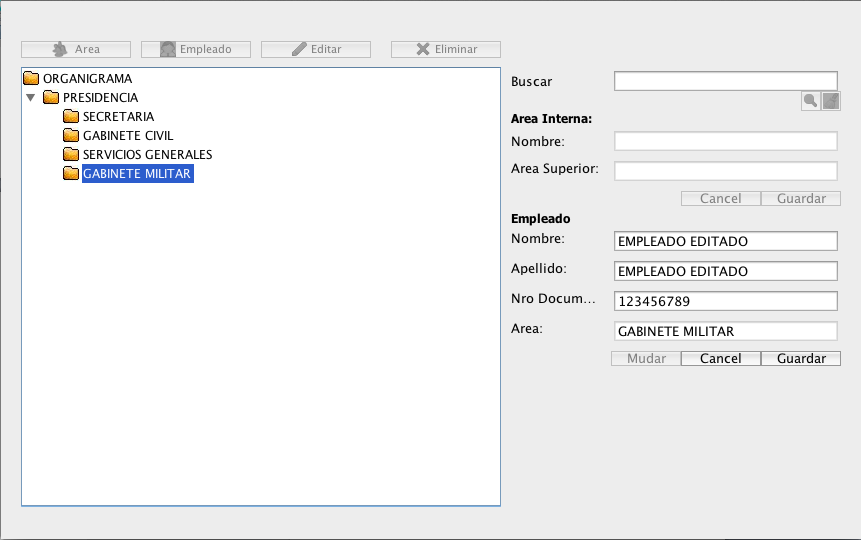 Area Empleado Editar Eliminar
ORGANIGRAMA
PRESIDENCIA
SECRETARIA
GABINETE CIVIL
SERVICIOS GENERALES
GABINETE MILITAR
Buscar
Area Interna:
Nombre:
Area Superior:
Cancel Guardar
Empleado
Nombre: EMPLEADO EDITADO
Apellido: EMPLEADO EDITADO
Nro Docum... 123456789
Area: GABINETE MILITAR
Mudar Cancel Guardar